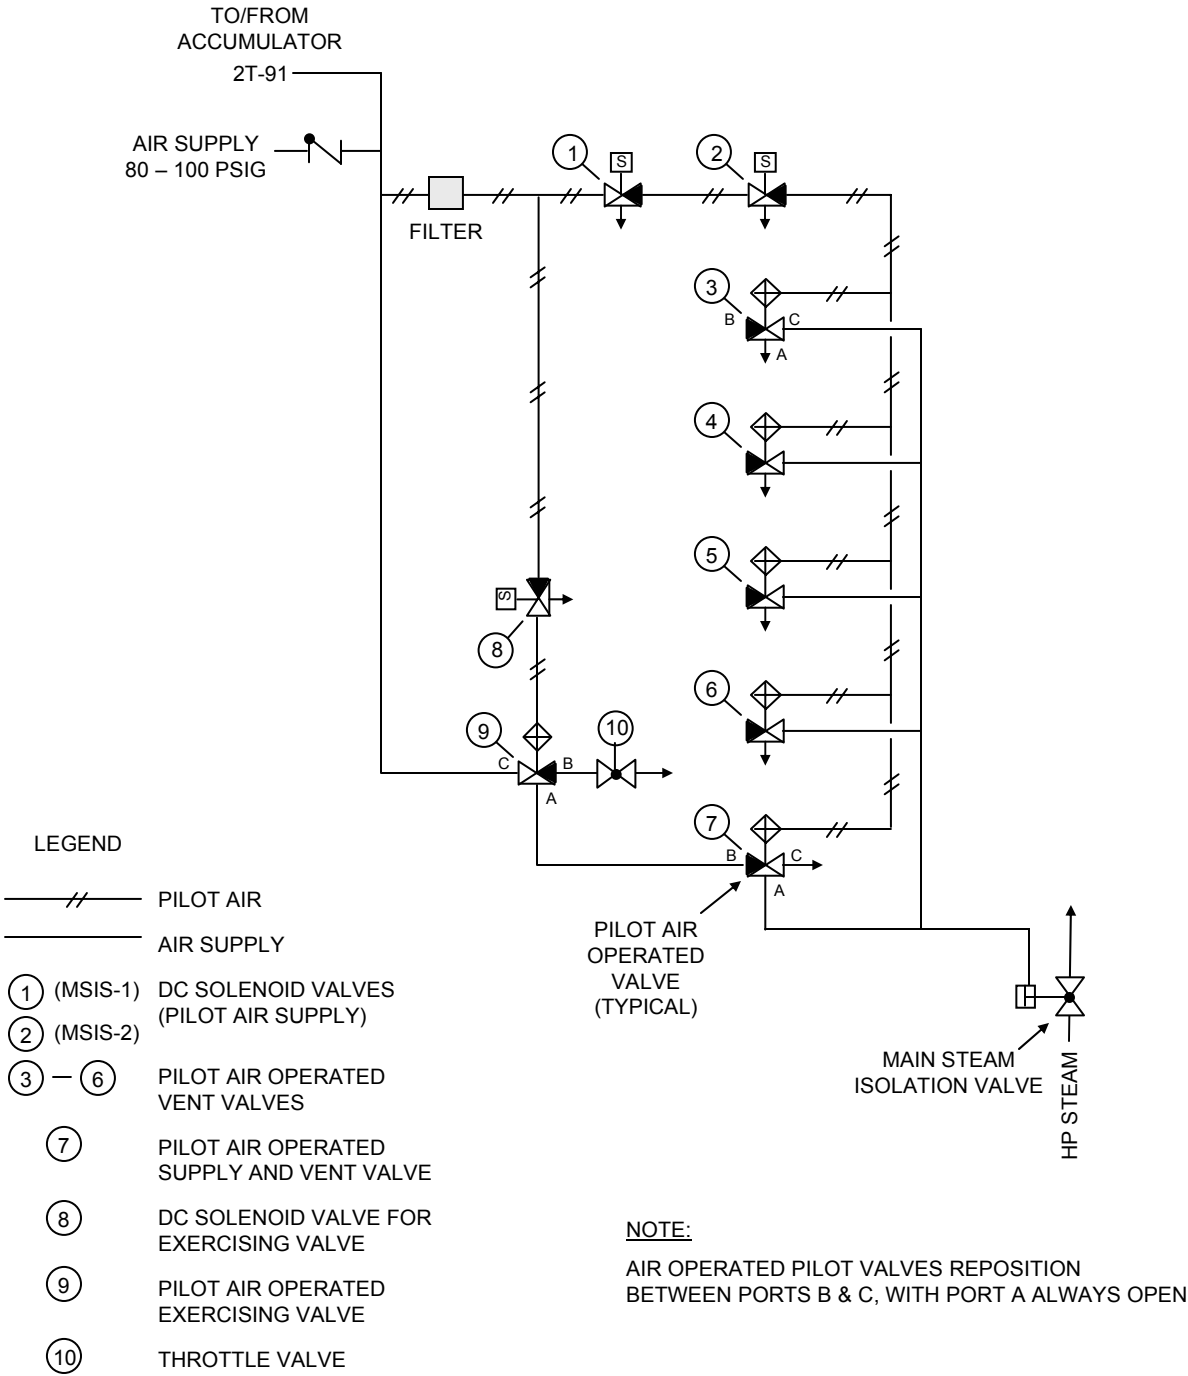 TO/FROM
ACCUMULATOR
2T-91
AIR SUPPLY
80 – 100 PSIG
FILTER
1
S
2
S
3
B
C
A
4
5
6
S
8
9
10
C
B
A
7
B
C
A
PILOT AIR
OPERATED
VALVE
(TYPICAL)
MAIN STEAM
ISOLATION VALVE
HP STEAM
LEGEND
PILOT AIR
AIR SUPPLY
1 (MSIS-1) DC SOLENOID VALVES
(PILOT AIR SUPPLY)
2 (MSIS-2)
3 – 6 PILOT AIR OPERATED
VENT VALVES
7 PILOT AIR OPERATED
SUPPLY AND VENT VALVE
8 DC SOLENOID VALVE FOR
EXERCISING VALVE
9 PILOT AIR OPERATED
EXERCISING VALVE
10 THROTTLE VALVE
NOTE:
AIR OPERATED PILOT VALVES REPOSITION
BETWEEN PORTS B & C, WITH PORT A ALWAYS OPEN